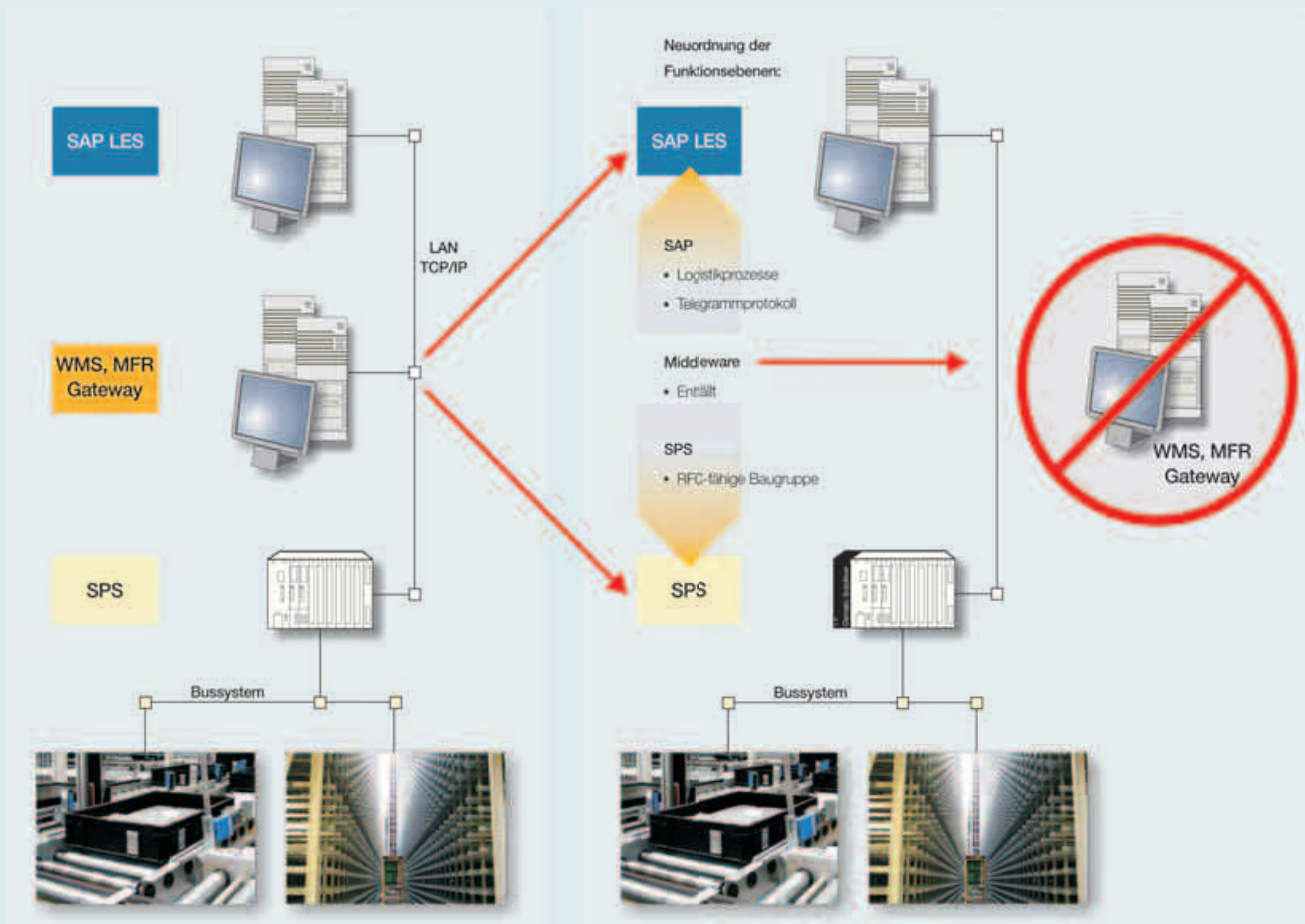 SAP LES
LAN
TCP/IP
WMS, MFR
Gateway
SPS
Bussystem
Neuordnung der
Funktionsebenen:
SAP LES
SAP
• Logistikprozesse
• Telegrammprotokoll
Middleware
• Entfällt
SPS
• RFC-fähige Baugruppe
SPS
Bussystem
WMS, MFR
Gateway